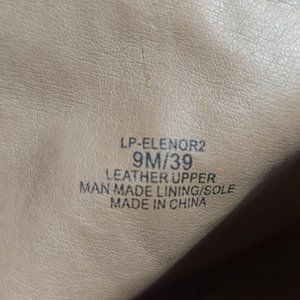 LP-ELENOR2
9M/39
LEATHER UPPER
MAN MADE LINING/SOLE
MADE IN CHINA